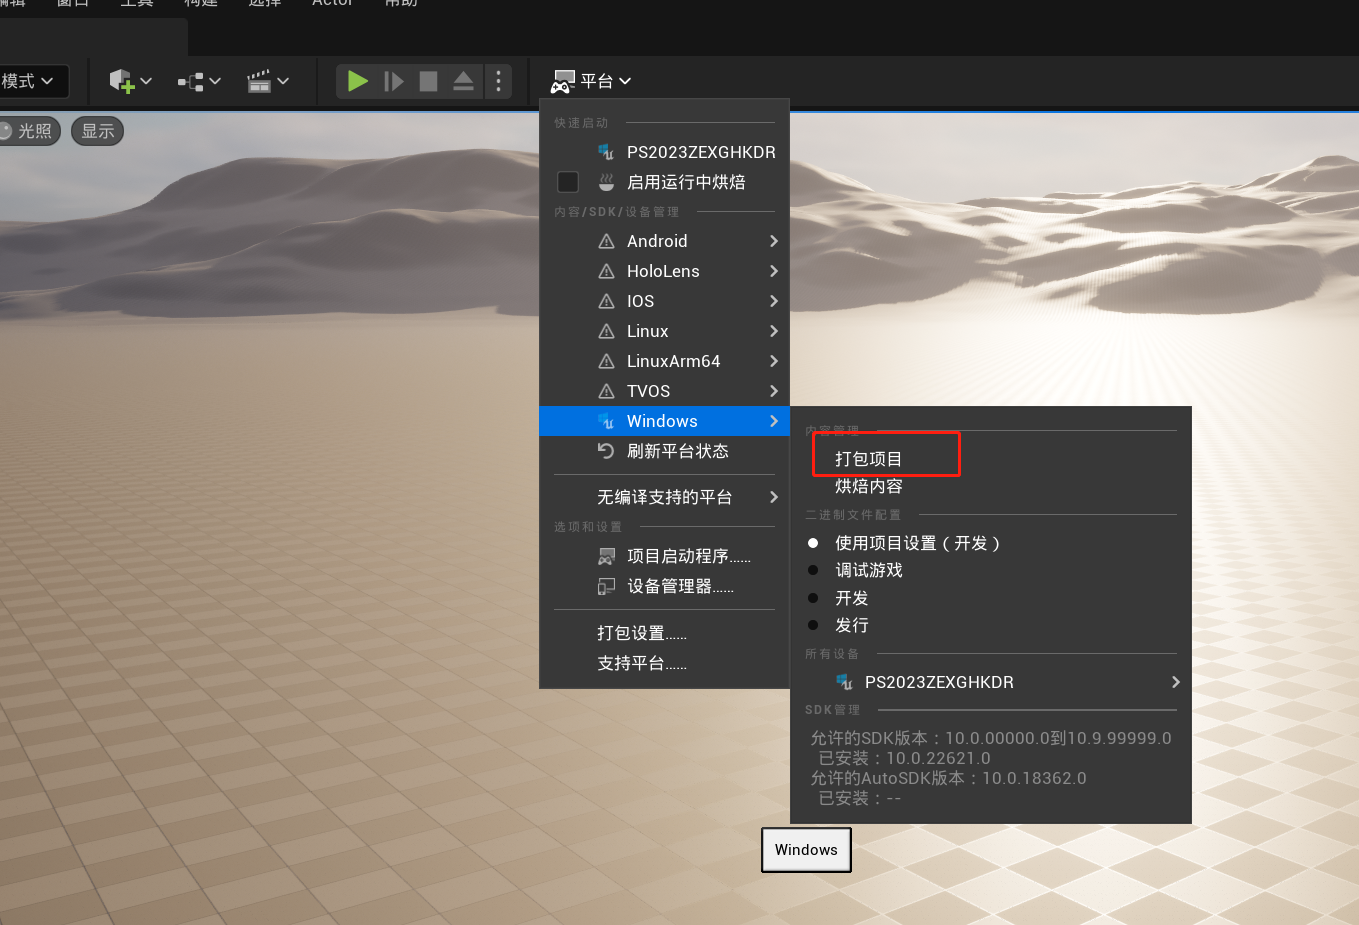 编辑 窗口 工具 构建 选择 Actor 帮助
模式
平台
光照 显示
快速启动
PS2023ZEXGHKDR
启用运行中烘焙
内容/SDK/设备管理
Android
HoloLens
IOS
Linux
LinuxArm64
TVOS
Windows
刷新平台状态
无编译支持的平台
选项和设置
项目启动程序……
设备管理器……
打包设置……
支持平台……
内容管理
打包项目
烘焙内容
二进制文件配置
使用项目设置（开发）
调试游戏
开发
发行
所有设备
PS2023ZEXGHKDR
SDK管理
允许的SDK版本：10.0.00000.0到10.9.99999.0
已安装：10.0.22621.0
允许的AutoSDK版本：10.0.18362.0
已安装：--
Windows